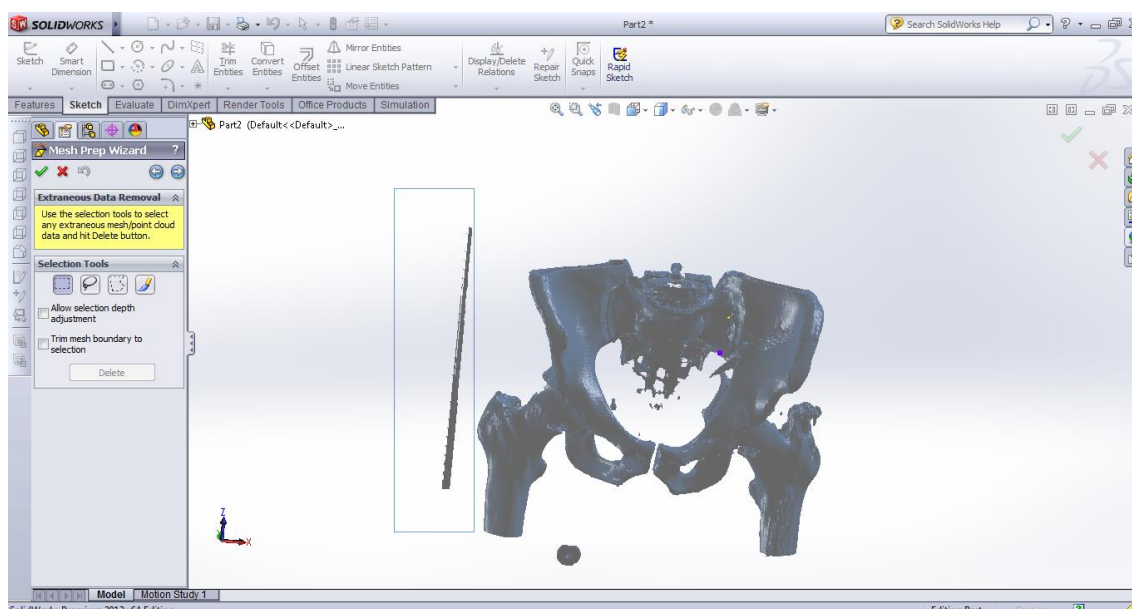 SOLIDWORKS
Part2 *
Search SolidWorks Help
Sketch
Smart Dimension
Trim Entities
Convert Entities
Offset Entities
Mirror Entities
Linear Sketch Pattern
Move Entities
Display/Delete Relations
Repair Sketch
Quick Snaps
Rapid Sketch
Features Sketch Evaluate DimXpert Render Tools Office Products Simulation
Part2 (Default<<Default>_...
Mesh Prep Wizard ?
Extraneous Data Removal
Use the selection tools to select
any extraneous mesh/point cloud
data and hit Delete button.
Selection Tools
Allow selection depth
adjustment
Trim mesh boundary to
selection
Delete
Z
X
Model Motion Study 1